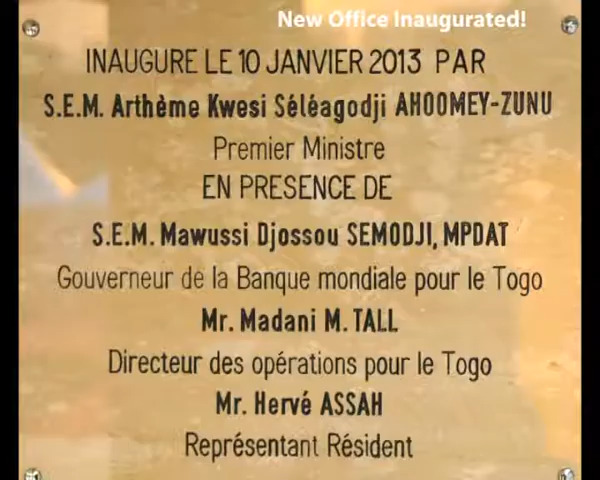 New Office Inaugurated!
INAUGURE LE 10 JANVIER 2013 PAR
S.E.M. Arthème Kwesi Séléagodji AHOOMEY-ZUNU
Premier Ministre
EN PRESENCE DE
S.E.M. Mawussi Djossou SEMODJI, MPDAT
Gouverneur de la Banque mondiale pour le Togo
Mr. Madani M. TALL
Directeur des opérations pour le Togo
Mr. Hervé ASSAH
Représentant Résident